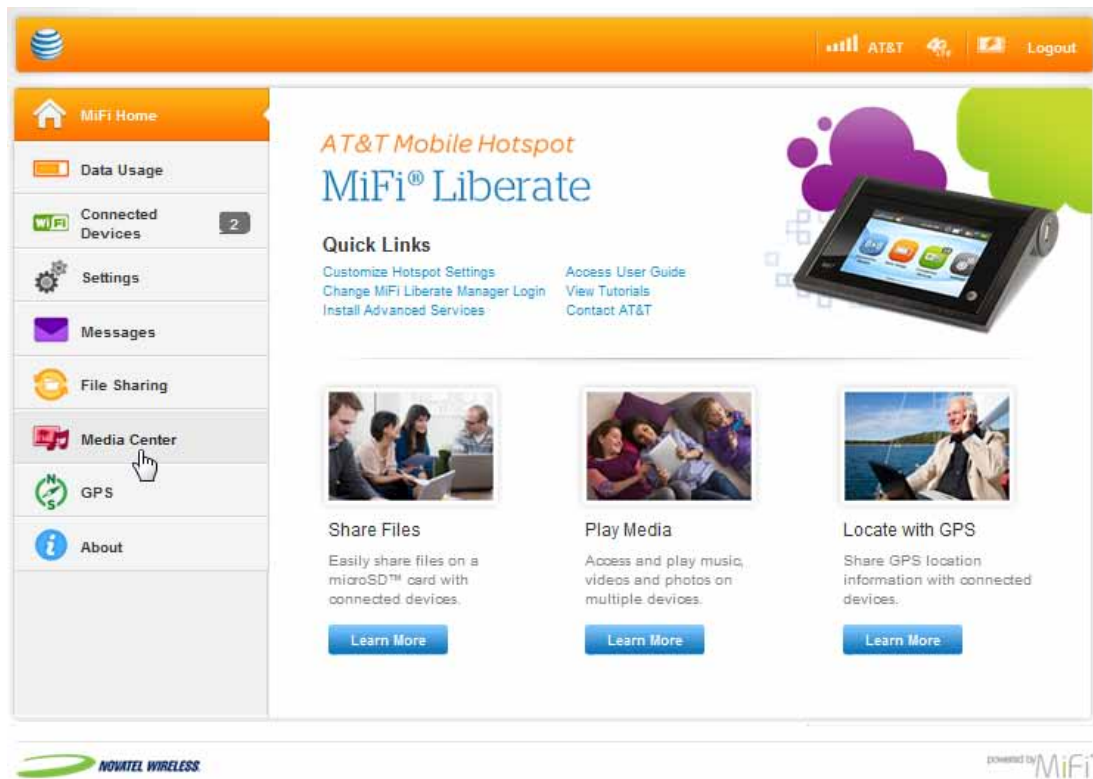 AT&T
4G
LTE
Logout
MiFi Home
Data Usage
WiFi
Connected
Devices
2
Settings
Messages
File Sharing
Media Center
N
S
GPS
i
About
AT&T Mobile Hotspot
MiFi® Liberate
Quick Links
Customize Hotspot Settings
Change MiFi Liberate Manager Login
Install Advanced Services
Access User Guide
View Tutorials
Contact AT&T
Share Files
Easily share files on a
microSD™ card with
connected devices.
Learn More
Play Media
Access and play music,
videos and photos on
multiple devices.
Learn More
Locate with GPS
Share GPS location
information with connected
devices.
Learn More
NOVATEL WIRELESS.
powered by MiFi